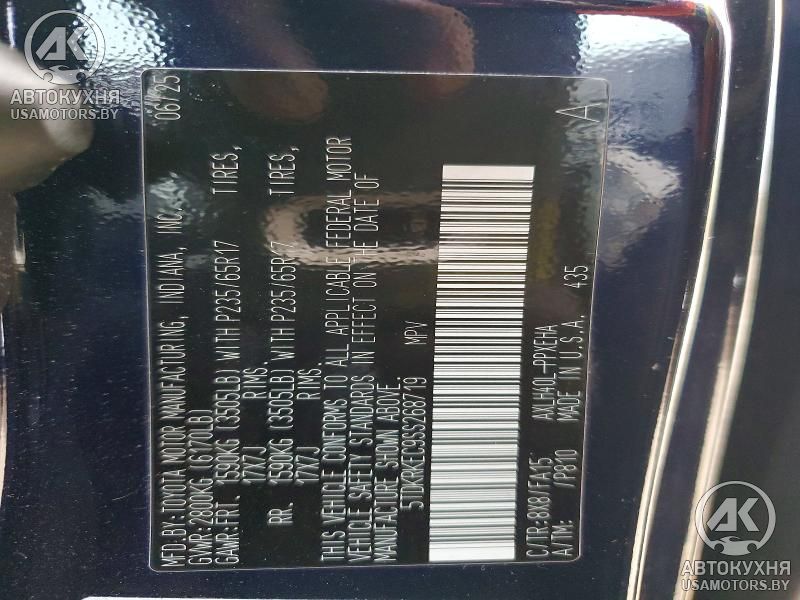 AK
АВТОКУХНЯ
USAMOTORS.BY
MFD.BY:TOYOTA MOTOR MANUFACTURING, INDIANA, INC. 06/25
GVWR:2800KG(6170LB)
GAWR:FRT. 1590KG (3505LB) WITH P235/65R17 TIRES,
17X7J RIMS,
RR. 1590KG (3505LB) WITH P235/65R17 TIRES,
17X7J RIMS,
THIS VEHICLE CONFORMS TO ALL APPLICABLE FEDERAL MOTOR
VEHICLE SAFETY STANDARDS IN EFFECT ON THE DATE OF
MANUFACTURE SHOWN ABOVE.
5TDKRKEC9SS268719 MPV
C/TR:8X8/FA15 AXLH40L-PPXEHA
A/TM: /P810 MADE IN U.S.A. 435 A
AK
АВТОКУХНЯ
USAMOTORS.BY